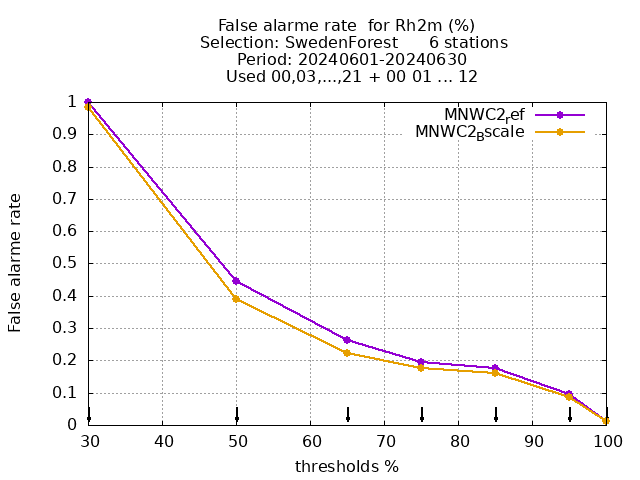 False alarme rate  for Rh2m (%)
Selection: SwedenForest      6 stations
Period: 20240601-20240630
Used 00,03,...,21 + 00 01 ... 12
MNWC2ref
MNWC2Bscale
False alarme rate
1
0.9
0.8
0.7
0.6
0.5
0.4
0.3
0.2
0.1
0
30 40 50 60 70 80 90 100
thresholds %